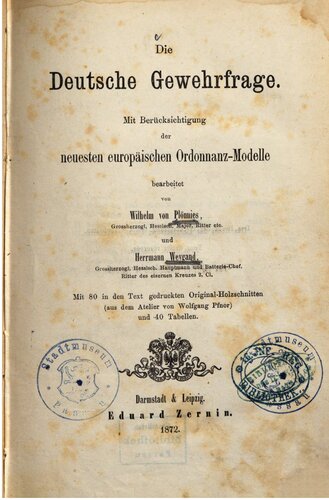 Die
Deutsche Gewehrfrage.
Mit Berücksichtigung
der
neuesten europäischen Ordonnanz-Modelle
bearbeitet
von
Wilhelm von Plönnies,
Grossherzogl. Hessisch. Major, Ritter etc.
und
Herrmann Weygand,
Grossherzogl. Hessisch. Hauptmann und Batterie-Chef.
Ritter des eisernen Kreuzes 2. Cl.
Mit 80 in den Text gedruckten Original-Holzschnitten
(aus dem Atelier von Wolfgang Pfnor)
und 40 Tabellen.
Stadtmuseum
Darmstadt & Leipzig.
Eduard Zernin.
1872.